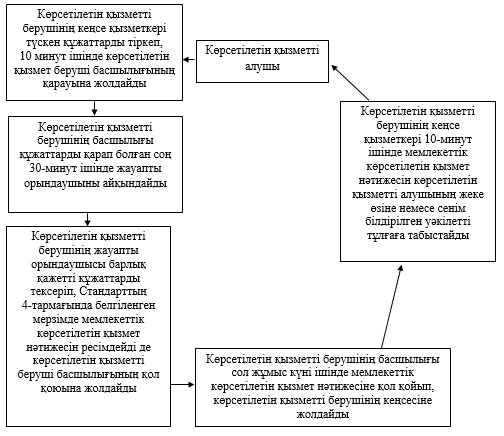 Көрсетілетін қызметті
алушы
Көрсетілетін қызметті
берушінің кеңсе қызметкері
түскен құжаттарды тіркеп,
10 минут ішінде көрсетілетін
қызмет беруші басшылығының
қарауына жолдайды
Көрсетілетін қызметті
берушінің басшылығы
құжаттарды қарап болған соң
30-минут ішінде жауапты
орындаушыны айқындайды
Көрсетілетін қызметті
берушінің жауапты
орындаушысы барлық
қажетті құжаттарды
тексеріп, Стандарттың
4-тармағында белгіленген
мерзімде мемлекеттік
көрсетілетін қызмет
нәтижесін ресімдейді де
көрсетілетін қызметті
беруші басшылығының қол
қоюына жолдайды
Көрсетілетін қызметті берушінің басшылығы
сол жұмыс күні ішінде мемлекеттік
көрсетілетін қызмет нәтижесіне қол қойып,
көрсетілетін қызметті берушінің кеңсесіне
жолдайды
Көрсетілетін қызметті
берушінің кеңсе
қызметкері 10-минут
ішінде мемлекеттік
көрсетілетін қызмет
нәтижесін көрсетілетін
қызметті алушының жеке
өзіне немесе сенім
білдірілген уәкілетті
тұлғаға табыстайды